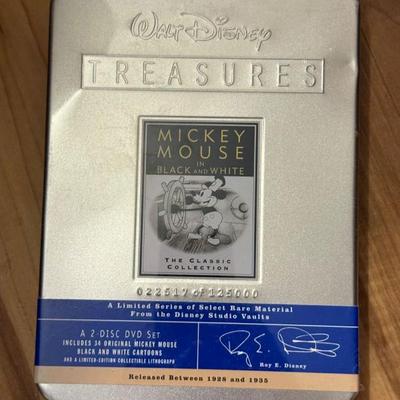 WALT DISNEY
TREASURES
MICKEY
MOUSE
IN
BLACK AND WHITE
THE CLASSIC
COLLECTION
022517 of 125000
A Limited Series of Select Rare Material
From the Disney Studio Vaults
A 2-DISC DVD SET
INCLUDES 34 ORIGINAL MICKEY MOUSE
BLACK AND WHITE CARTOONS
AND A LIMITED-EDITION COLLECTIBLE LITHOGRAPH
Roy E. Disney
Roy E. Disney
Released Between 1928 and 1935